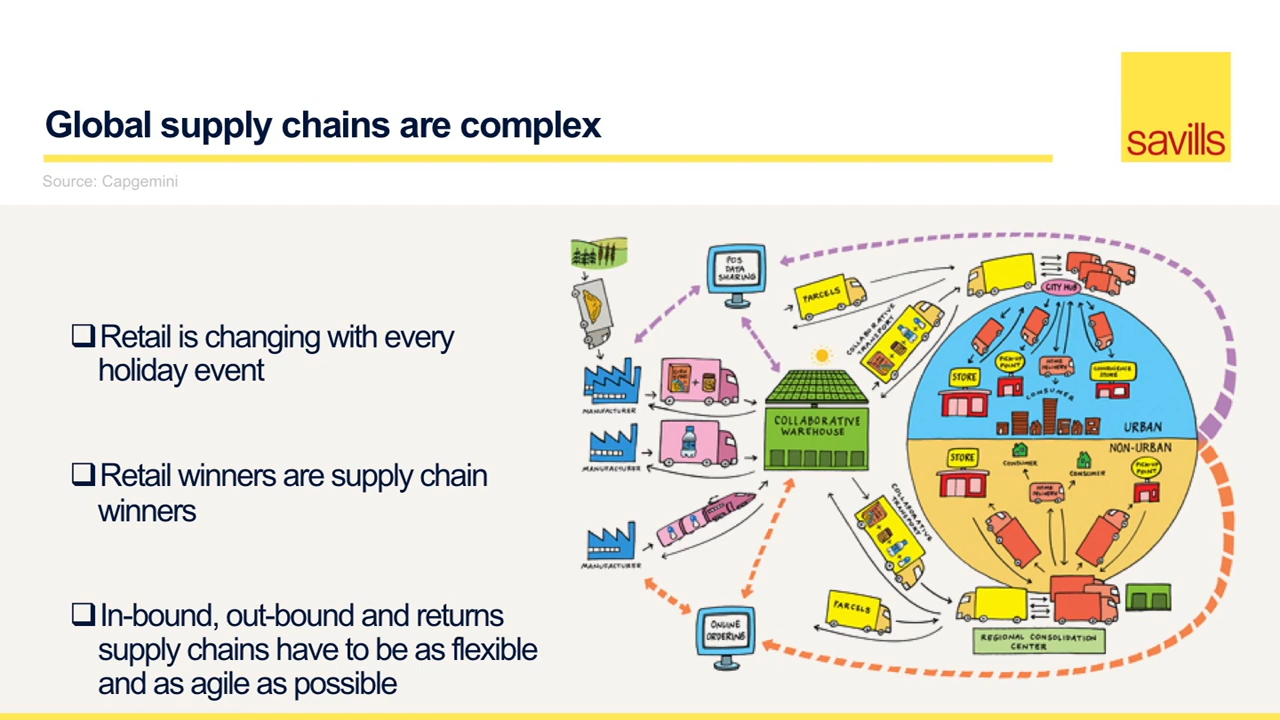 Global supply chains are complex
savills
Source: Capgemini
❑Retail is changing with every
holiday event
❑Retail winners are supply chain
winners
❑In-bound, out-bound and returns
supply chains have to be as flexible
and as agile as possible
POS
DATA
SHARING
PARCELS
COLLABORATIVE
TRANSPORT
CITY HUB
MANUFACTURER
MANUFACTURER
MANUFACTURER
COLLABORATIVE
WAREHOUSE
STORE
PICK-UP
POINT
HOME
DELIVERY
CONVENIENCE
STORE
CONSUMER
URBAN
NON-URBAN
STORE
CONSUMER
CONSUMER
PICK-UP
POINT
HOME
DELIVERY
COLLABORATIVE
TRANSPORT
ONLINE
ORDERING
PARCELS
REGIONAL CONSOLIDATION
CENTER